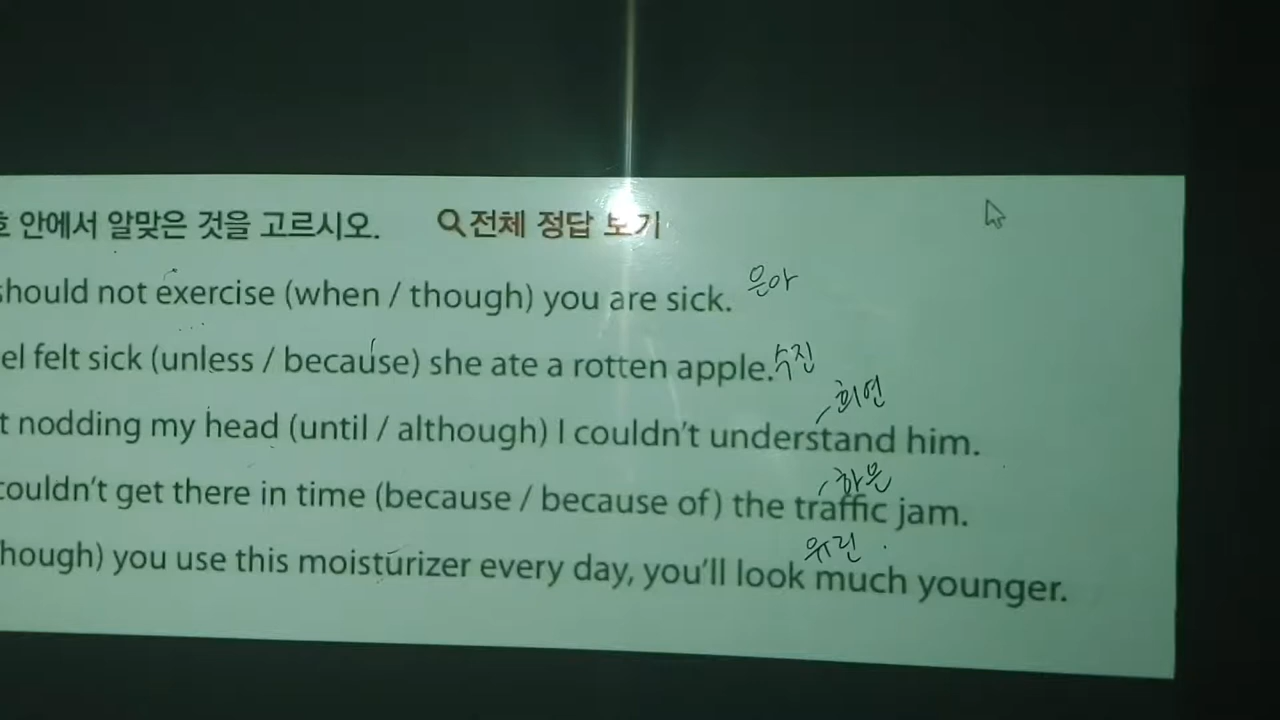 안에서 알맞은 것을 고르시오. 전체 정답 보기
should not exercise (when / though) you are sick. 은아
el felt sick (unless / because) she ate a rotten apple. 수진
희연
t nodding my head (until / although) I couldn't understand him.
하은
couldn't get there in time (because / because of) the traffic jam.
hough) you use this moisturizer every day, you'll look much younger.